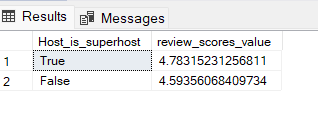 Results Messages
Host_is_superhost review_scores_value
1 True 4.78315231256811
2 False 4.59356068409734